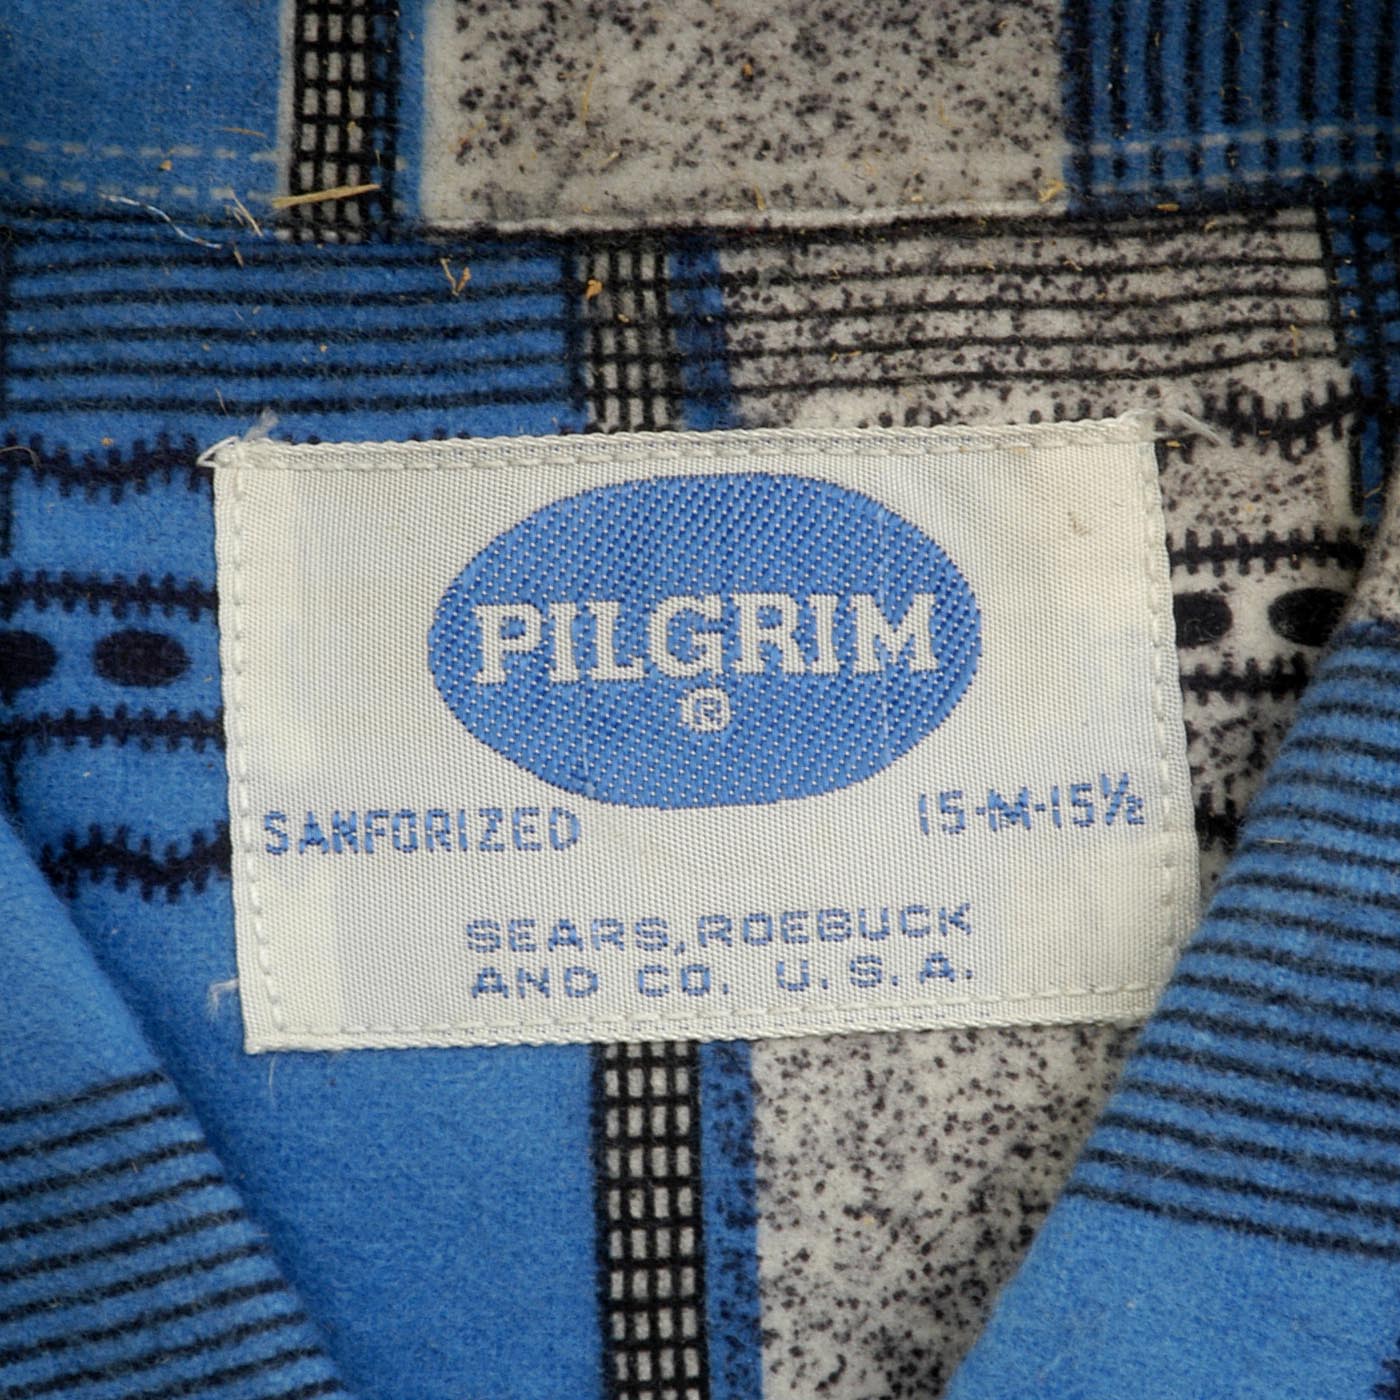 PILGRIM
®
SANFORIZED 15-M-15½
SEARS, ROEBUCK
AND CO. U.S.A.